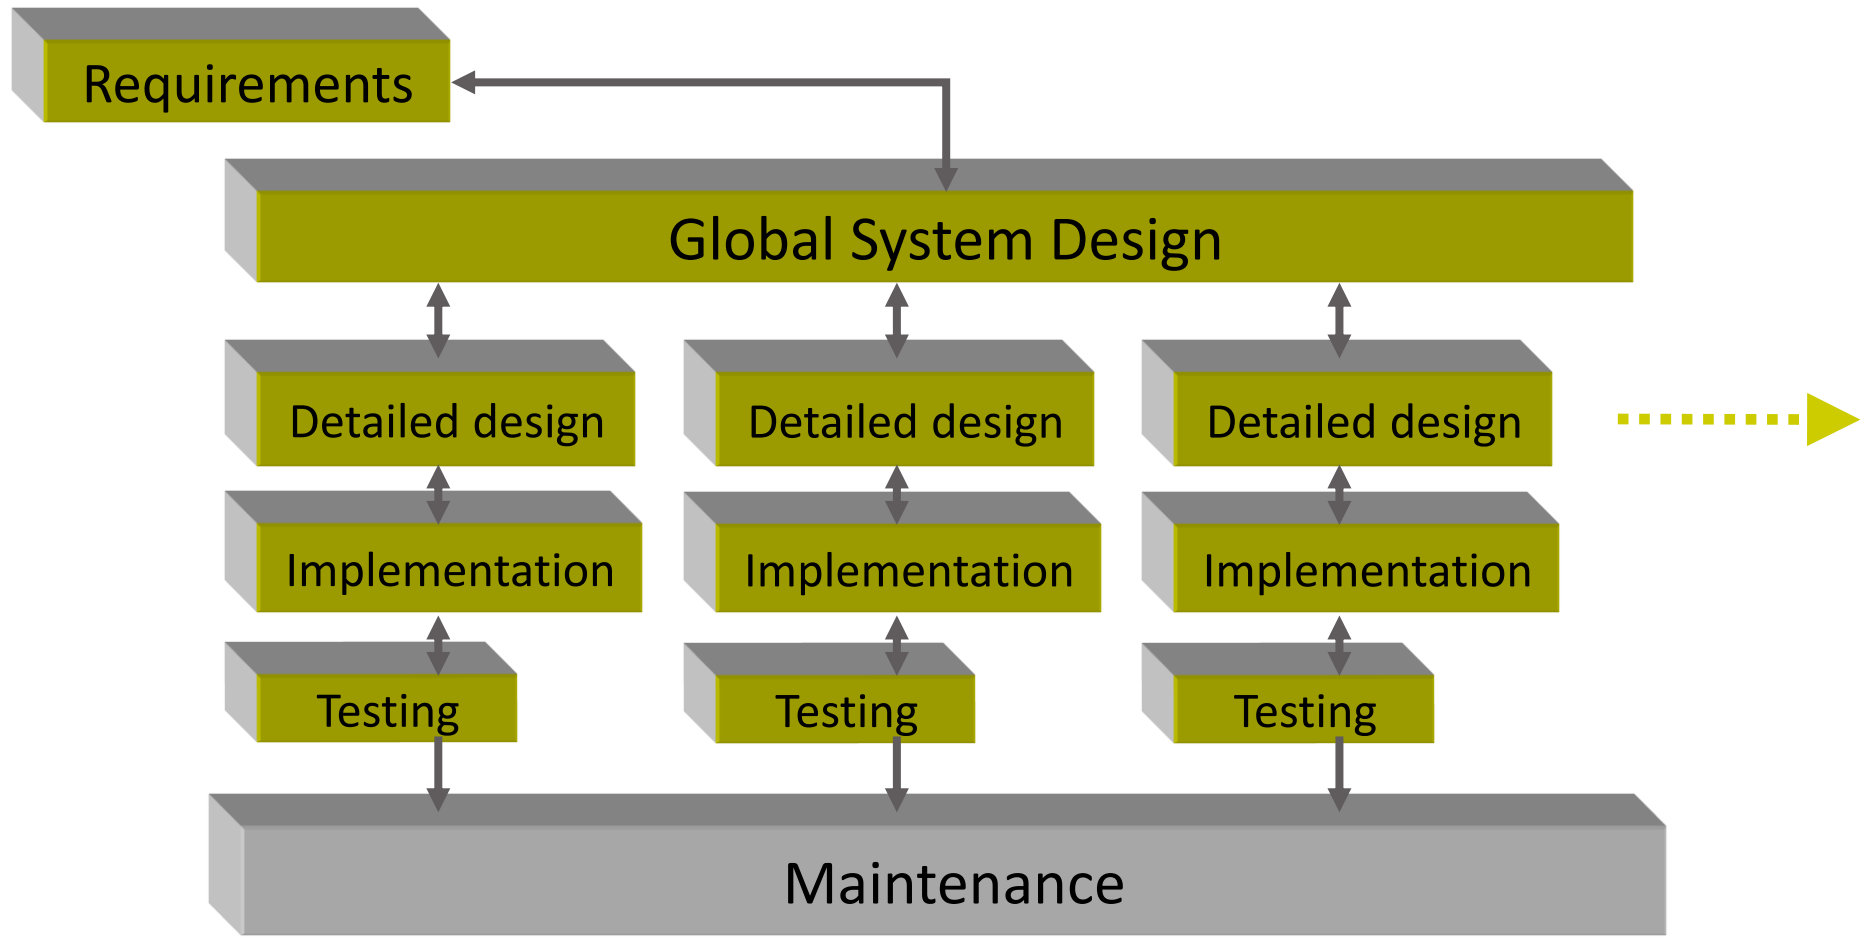 Requirements
Global System Design
Detailed design
Detailed design
Detailed design
Implementation
Implementation
Implementation
Testing
Testing
Testing
Maintenance